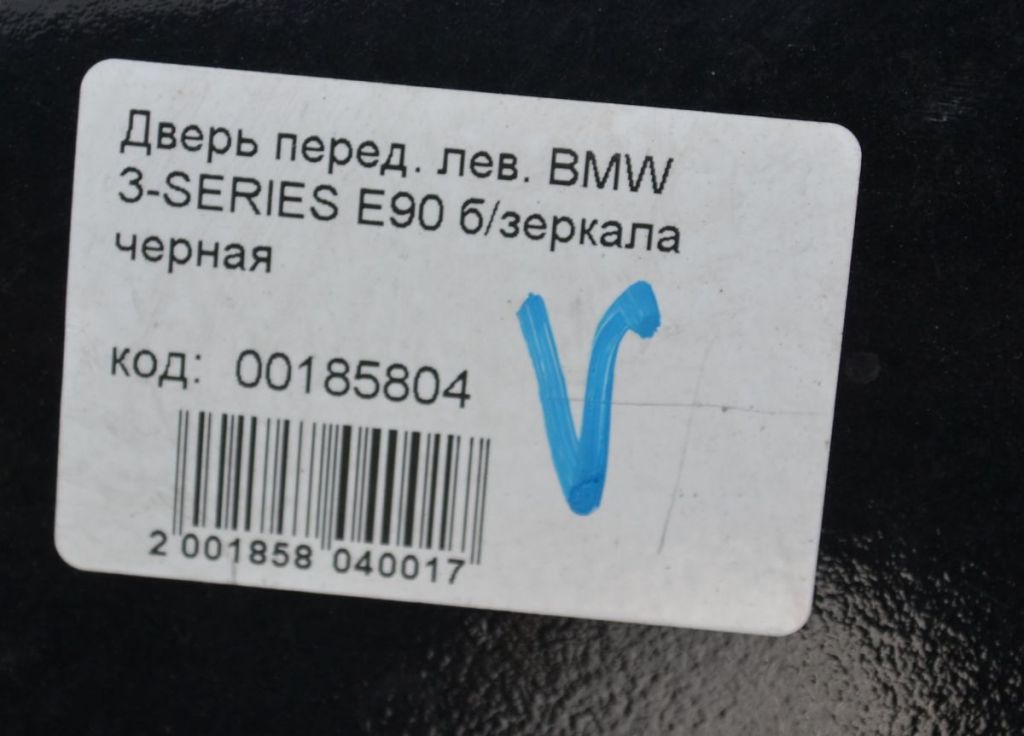 Дверь перед. лев. BMW
3-SERIES E90 б/зеркала
черная
код: 00185804
2 001858 040017